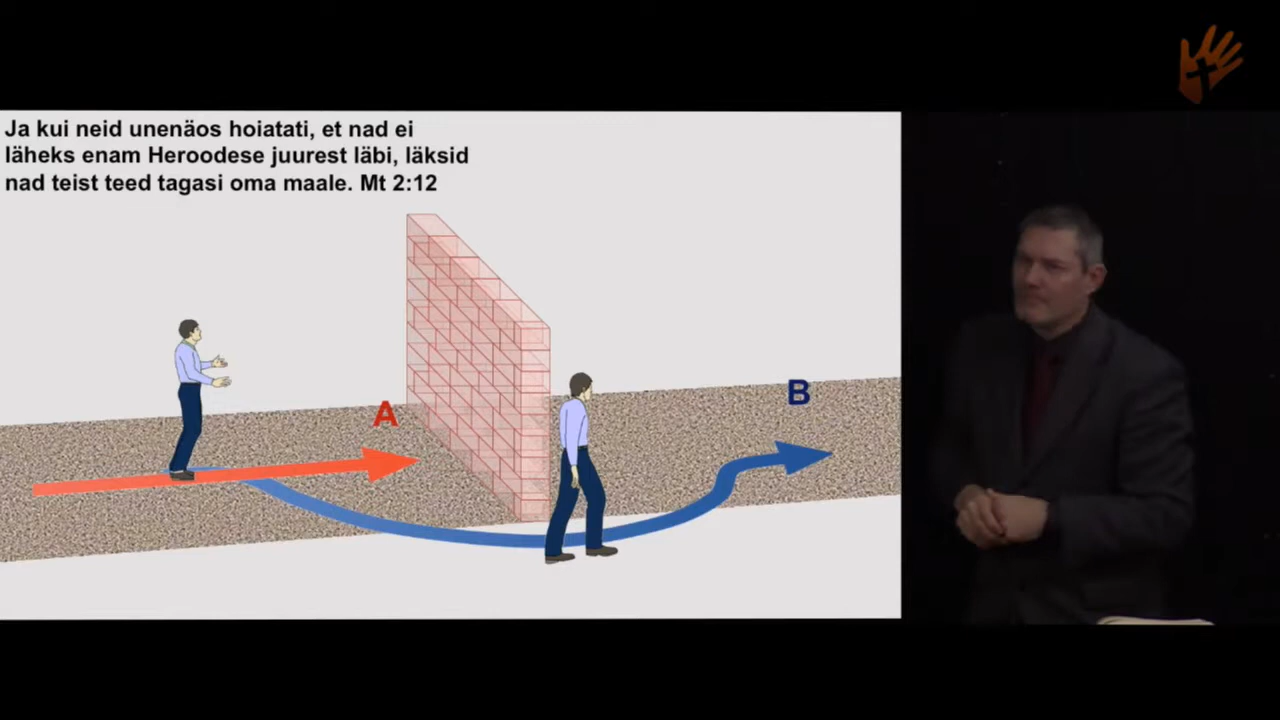 Ja kui neid unenäos hoiatati, et nad ei
läheks enam Heroodese juurest läbi, läksid
nad teist teed tagasi oma maale. Mt 2:12
A
B